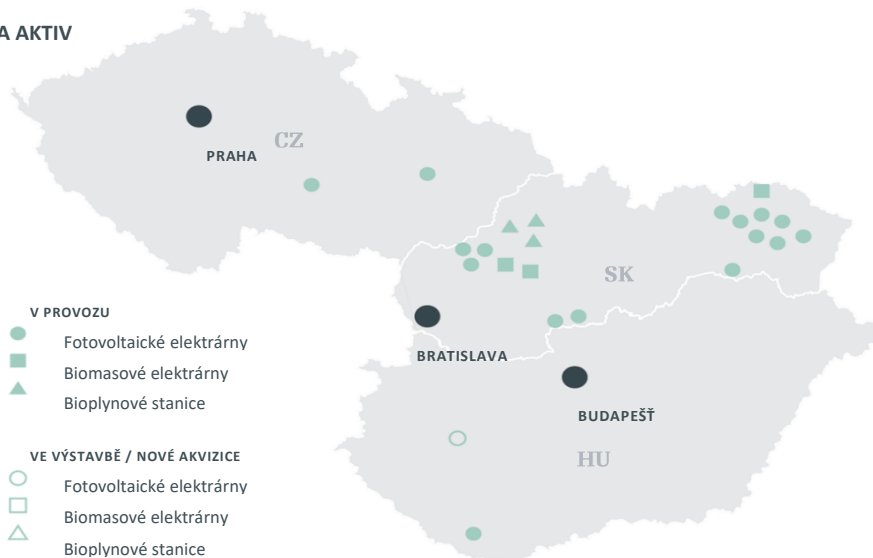 A AKTIV
CZ
PRAHA
SK
V PROVOZU
Fotovoltaické elektrárny
BRATISLAVA
Biomasové elektrárny
Bioplynové stanice
BUDAPEŠŤ
VE VÝSTAVBĚ / NOVÉ AKVIZICE
HU
Fotovoltaické elektrárny
Biomasové elektrárny
Bioplynové stanice